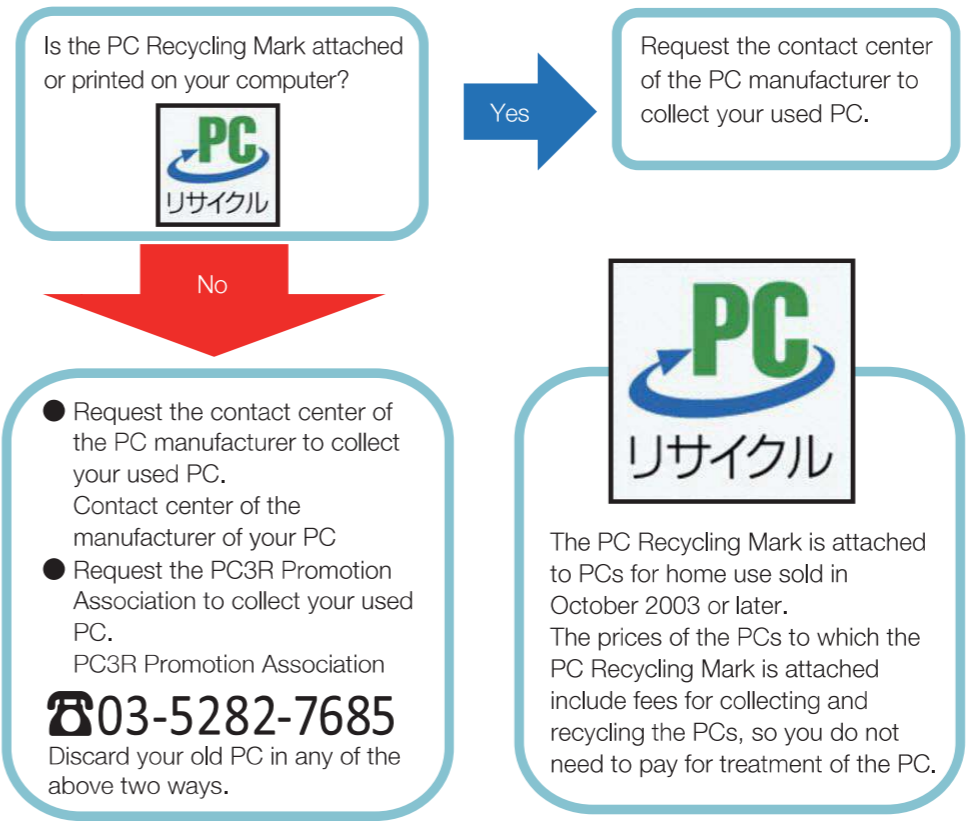 Is the PC Recycling Mark attached
or printed on your computer?
PC
リサイクル
Yes
Request the contact center
of the PC manufacturer to
collect your used PC.
No
● Request the contact center of
the PC manufacturer to collect
your used PC.
Contact center of the
manufacturer of your PC
● Request the PC3R Promotion
Association to collect your used
PC.
PC3R Promotion Association
☎03-5282-7685
Discard your old PC in any of the
above two ways.
PC
リサイクル
The PC Recycling Mark is attached
to PCs for home use sold in
October 2003 or later.
The prices of the PCs to which the
PC Recycling Mark is attached
include fees for collecting and
recycling the PCs, so you do not
need to pay for treatment of the PC.